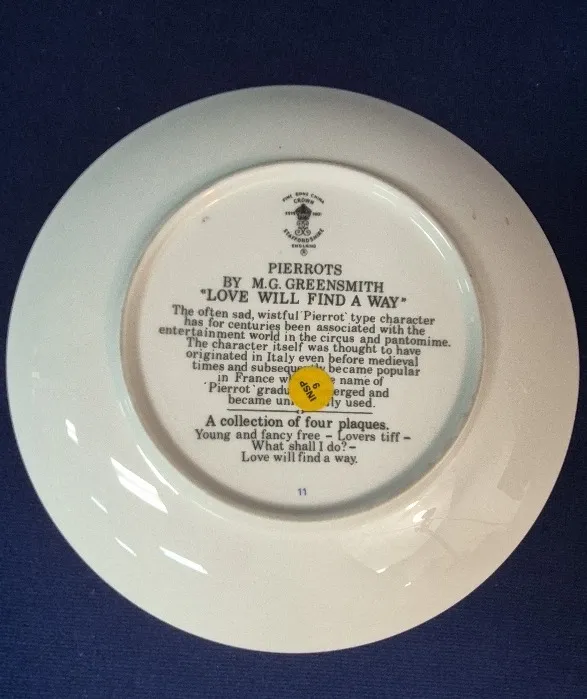 FINE BONE CHINA
CROWN
STAFFORDSHIRE
ENGLAND
PIERROTS
BY M.G. GREENSMITH
"LOVE WILL FIND A WAY"
The often sad, wistful 'Pierrot' type character
has for centuries been associated with the
entertainment world in the circus and pantomime.
The character itself was thought to have
originated in Italy even before medieval
times and subsequently became popular
in France name of
'Pierrot' erged and
became used.
INSP
9
A collection of four plaques.
Young and fancy free – Lovers tiff –
What shall I do? –
Love will find a way.
11